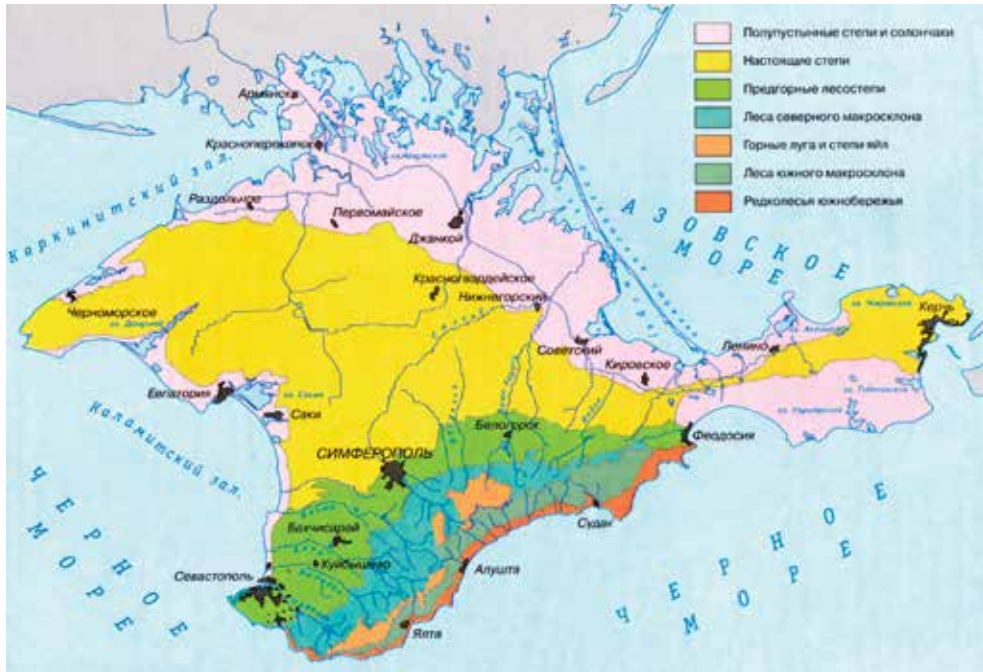 Полупустынные степи и солончаки
Настоящие степи
Предгорные лесостепи
Леса северного макросклона
Горные луга и степи яйл
Леса южного макросклона
Редколесья южнобережья
Армянск
Красноперекопск
Каркинитский зал.
Раздольное
Первомайское
Джанкой
АЗОВСКОЕ
МОРЕ
Красногвардейское
Нижнегорский
Черноморское
Керчь
Советский
Ленино
Кировское
Евпатория
Саки
Каламитский зал.
Белогорск
Феодосия
СИМФЕРОПОЛЬ
Судак
Бахчисарай
Куйбышево
Алушта
Севастополь
Ялта
ЧЕРНОЕ
МОРЕ
ЧЕРНОЕ
МОРЕ